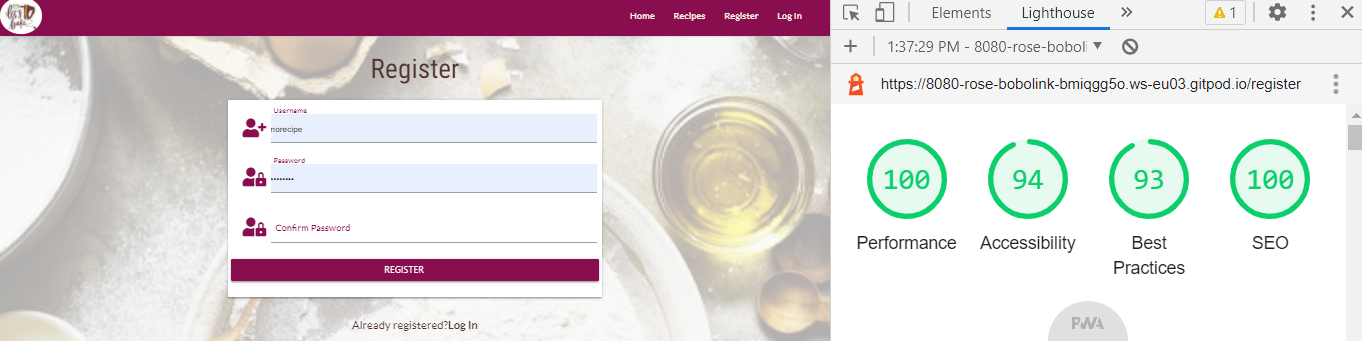 let's
bake
Home Recipes Register Log In
Register
Username
norecipe
Password
••••••••
Confirm Password
REGISTER
Already registered?Log In
Elements Lighthouse 1
1:37:29 PM - 8080-rose-boboli
https://8080-rose-bobolink-bmiqgg5o.ws-eu03.gitpod.io/register
100 94 93 100
Performance Accessibility Best Practices SEO
PWA